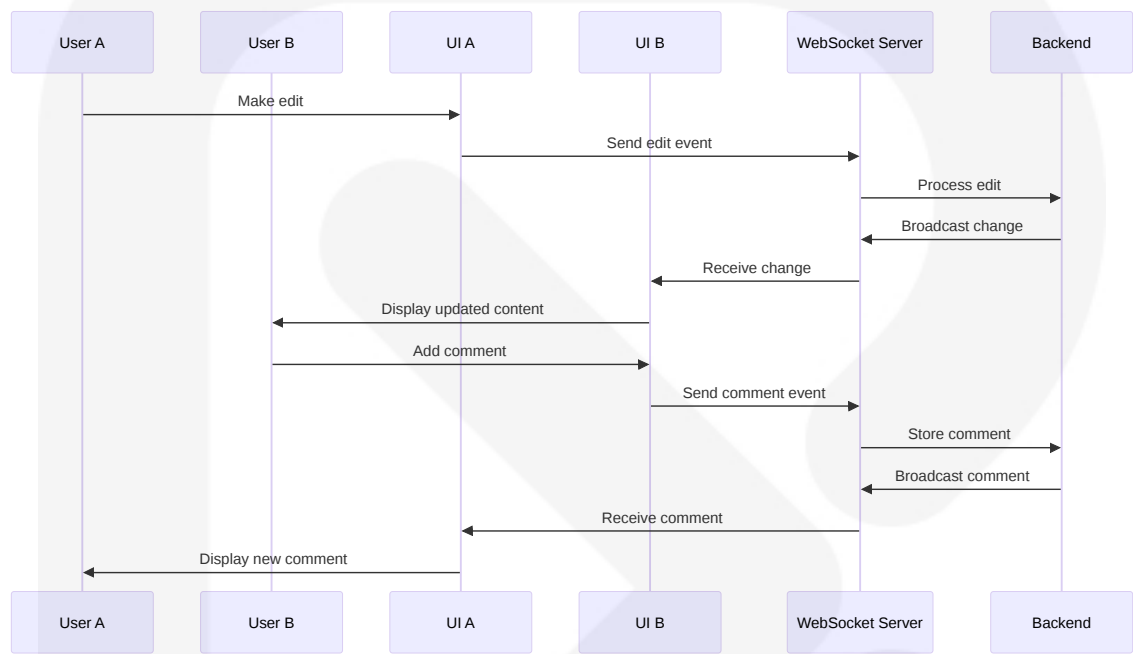 User A
User B
UI A
UI B
WebSocket Server
Backend
Make edit
Send edit event
Process edit
Broadcast change
Receive change
Display updated content
Add comment
Send comment event
Store comment
Broadcast comment
Receive comment
Display new comment
User A
User B
UI A
UI B
WebSocket Server
Backend